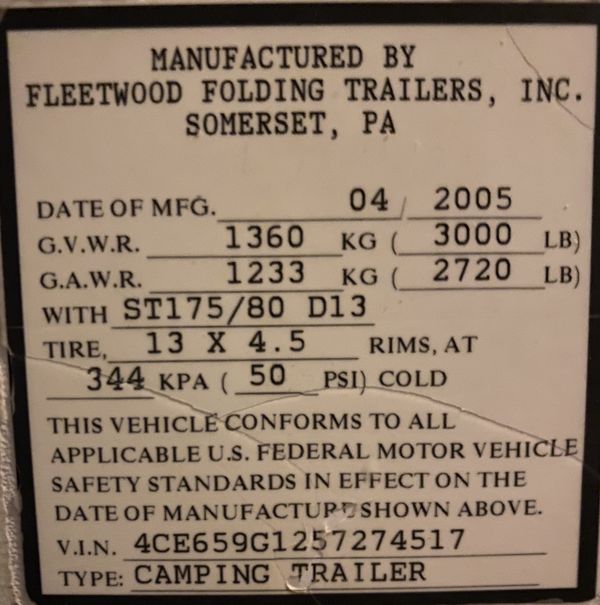 MANUFACTURED BY
FLEETWOOD FOLDING TRAILERS, INC.
SOMERSET, PA
DATE OF MFG. 04 / 2005
G.V.W.R. 1360 KG ( 3000 LB)
G.A.W.R. 1233 KG ( 2720 LB)
WITH ST175/80 D13
TIRE, 13 X 4.5 RIMS, AT
344 KPA ( 50 PSI) COLD
THIS VEHICLE CONFORMS TO ALL
APPLICABLE U.S. FEDERAL MOTOR VEHICLE
SAFETY STANDARDS IN EFFECT ON THE
DATE OF MANUFACTURE SHOWN ABOVE.
V.I.N. 4CE659G1257274517
TYPE: CAMPING TRAILER